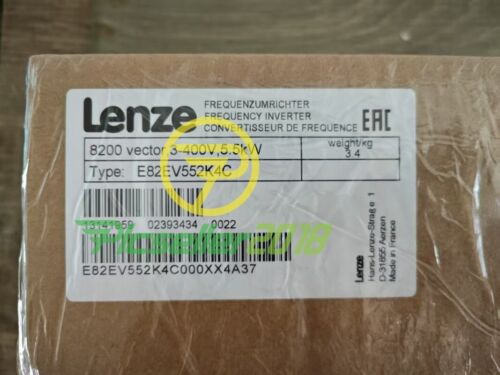 Lenze
FREQUENZUMRICHTER
FREQUENCY INVERTER
CONVERTISSEUR DE FREQUENCE
EAC
8200 vector 3-400V,5.5kW
weight/kg
3.4
Type: E82EV552K4C
13141959 02393434 0022
Plcseller2018
E82EV552K4C000XX4A37
Lenze
Hans-Lenze-Straße 1
D-31855 Aerzen
Made in France